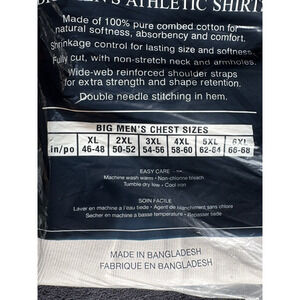 MEN'S ATHLETIC SHIRT
Made of 100% pure combed cotton for
natural softness, absorbency and comfort.
Shrinkage control for lasting size and softness.
Fully cut, with non-stretch neck and armholes.
Wide-web reinforced shoulder straps
for extra strength and shape retention.
Double needle stitching in hem.
BIG MEN'S CHEST SIZES
XL 2XL 3XL 4XL 5XL 6XL
in/po 46-48 50-52 54-56 58-60 62-64 66-68
EASY CARE
Machine wash warm • Non-chlorine bleach
Tumble dry low • Cool iron
SOIN FACILE
Laver en machine à l'eau tiède • Agent de blanchiment sans chlore
Sécher en machine à basse température • Repasser tiède
MADE IN BANGLADESH
FABRIQUE EN BANGLADESH